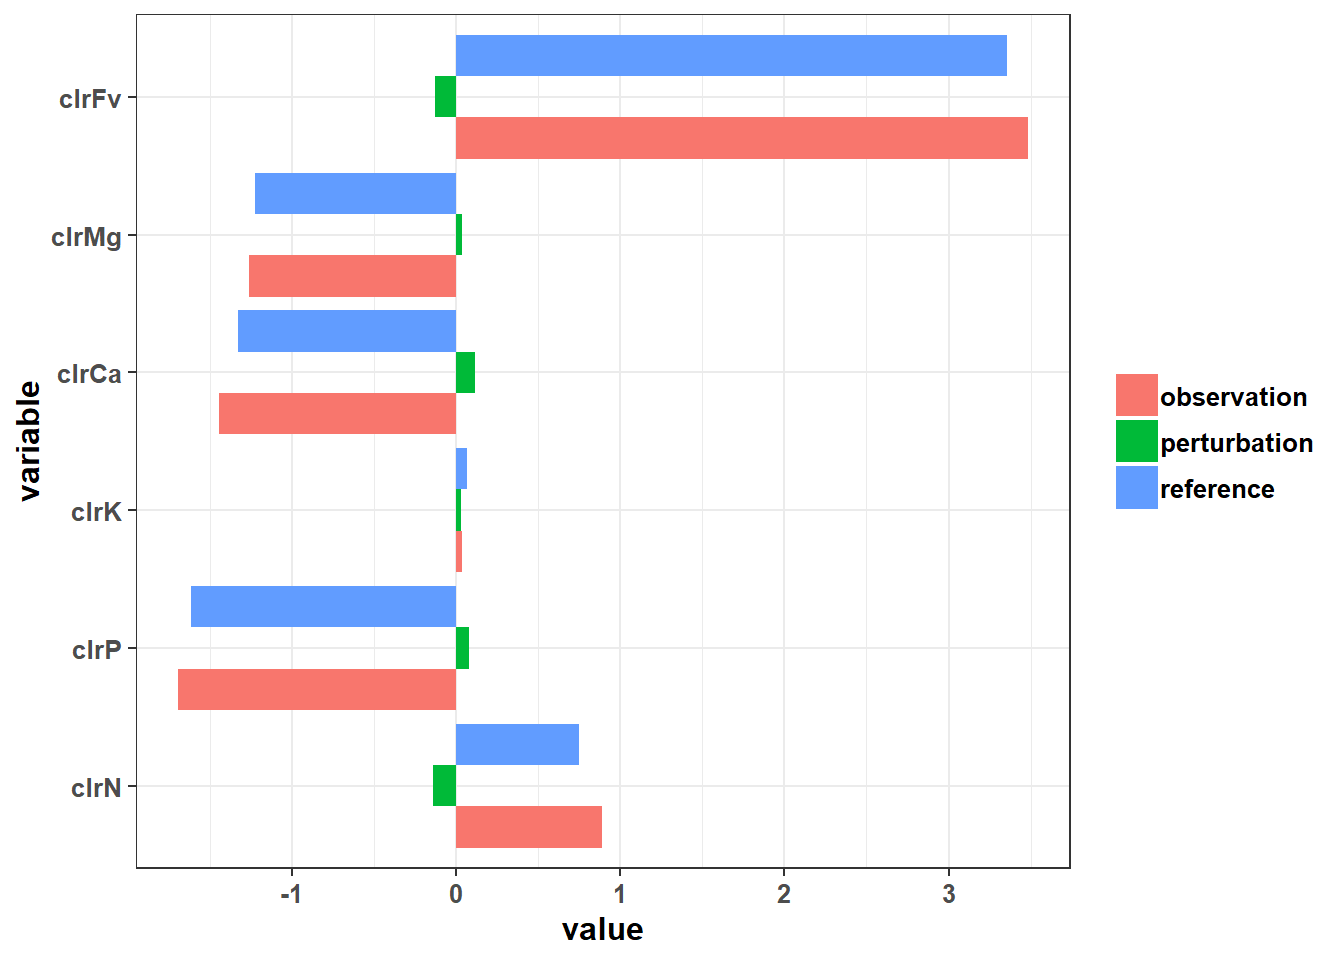 clrFv
clrMg
clrCa
clrK
clrP
clrN
variable
-1 0 1 2 3
value
observation
perturbation
reference